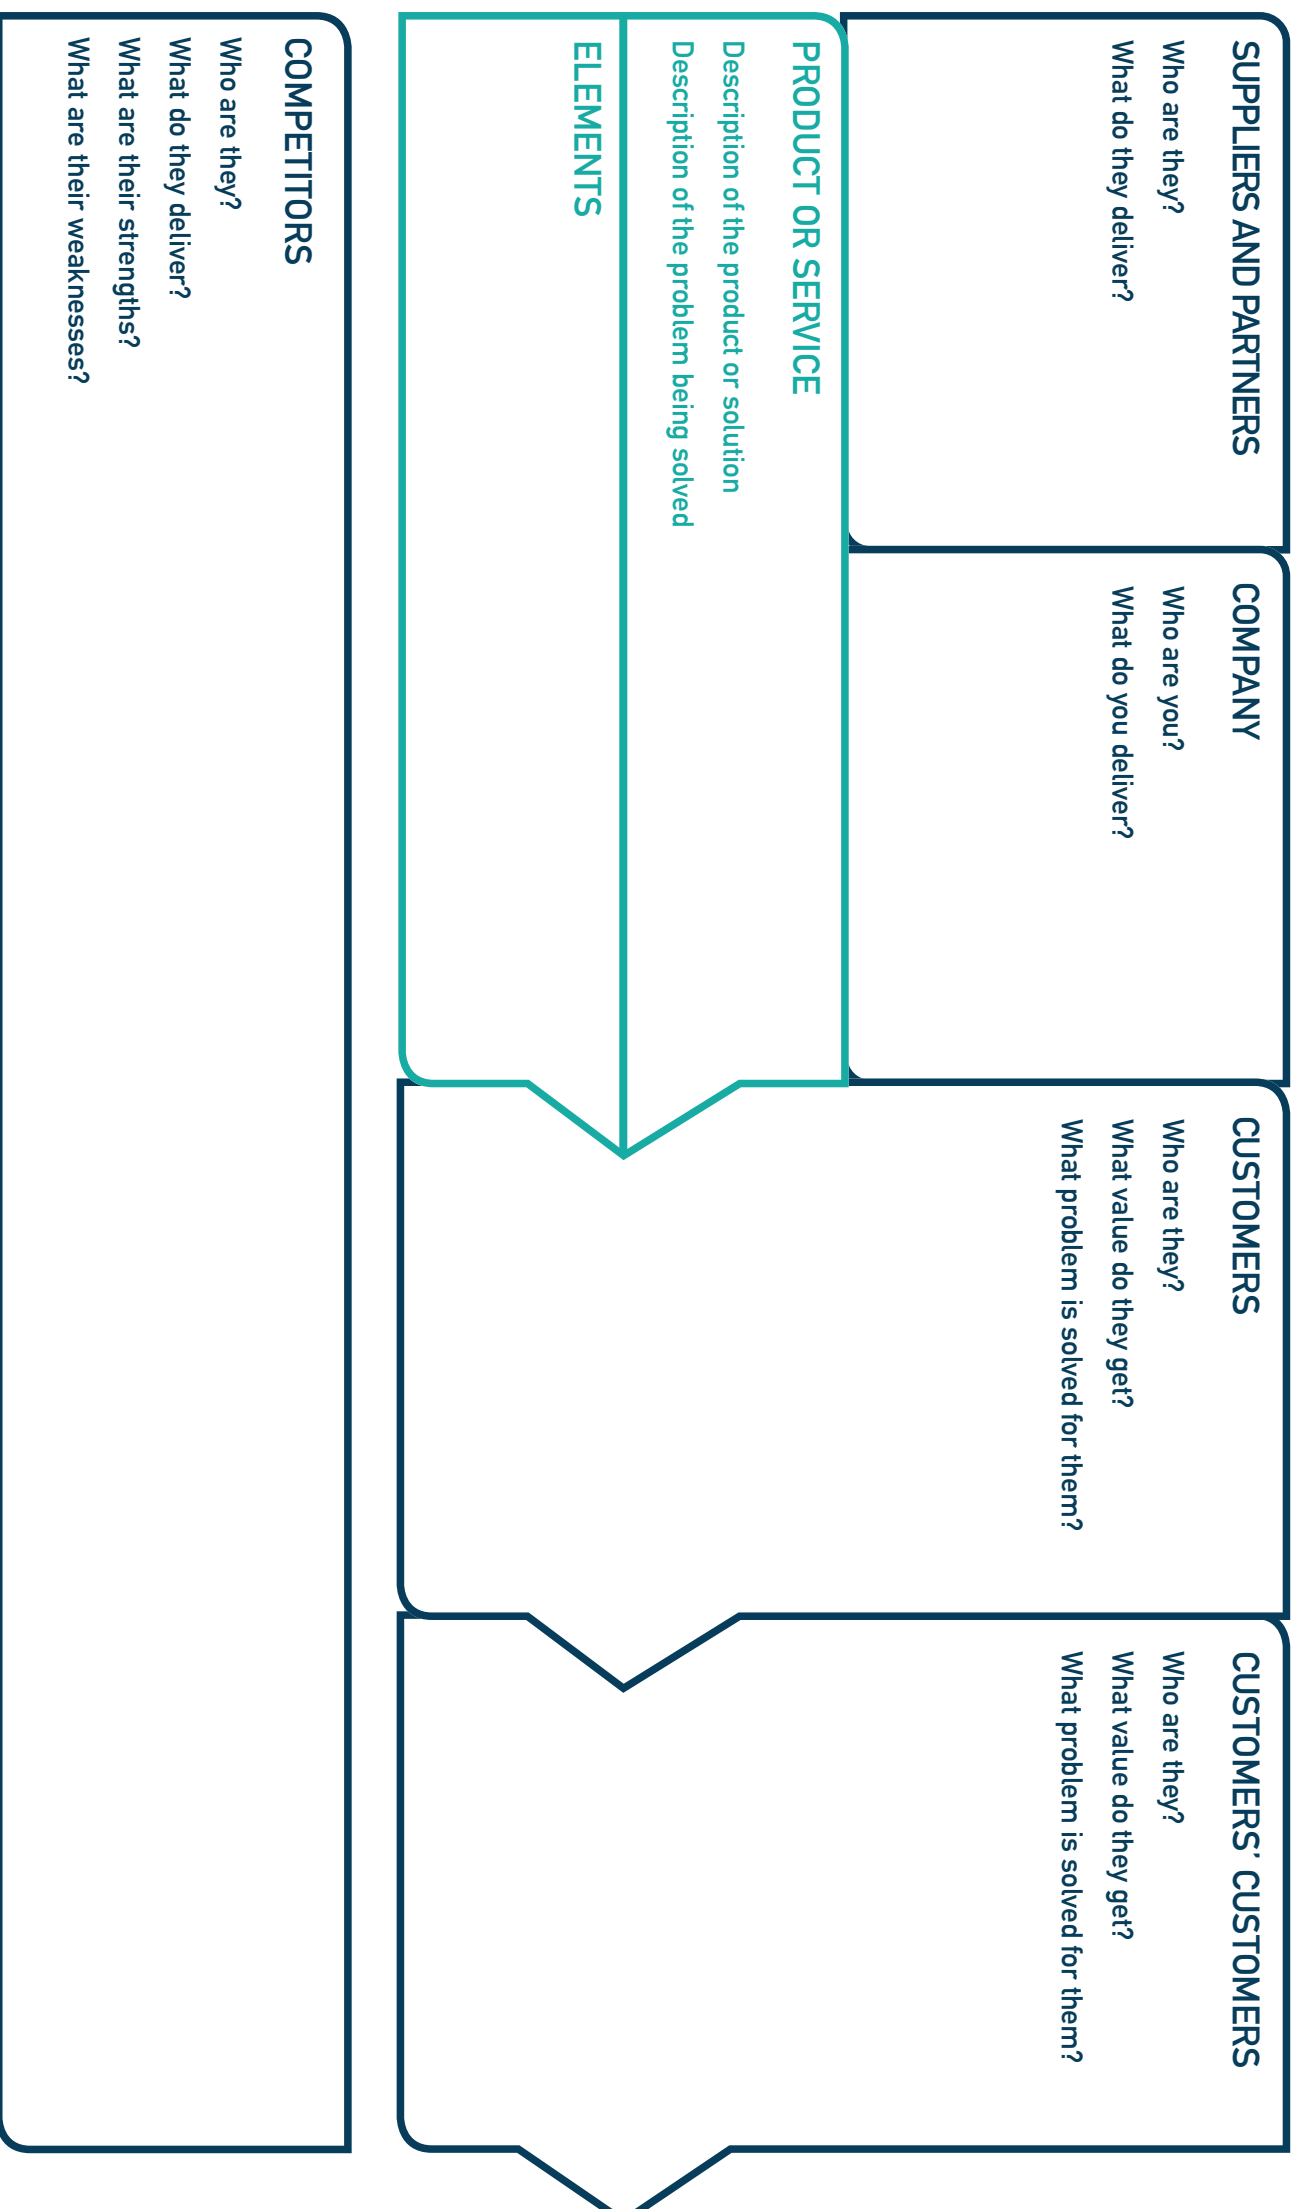 SUPPLIERS AND PARTNERS
Who are they?
What do they deliver?
COMPANY
Who are you?
What do you deliver?
CUSTOMERS
Who are they?
What value do they get?
What problem is solved for them?
CUSTOMERS' CUSTOMERS
Who are they?
What value do they get?
What problem is solved for them?
PRODUCT OR SERVICE
Description of the product or solution
Description of the problem being solved
ELEMENTS
COMPETITORS
Who are they?
What do they deliver?
What are their strengths?
What are their weaknesses?